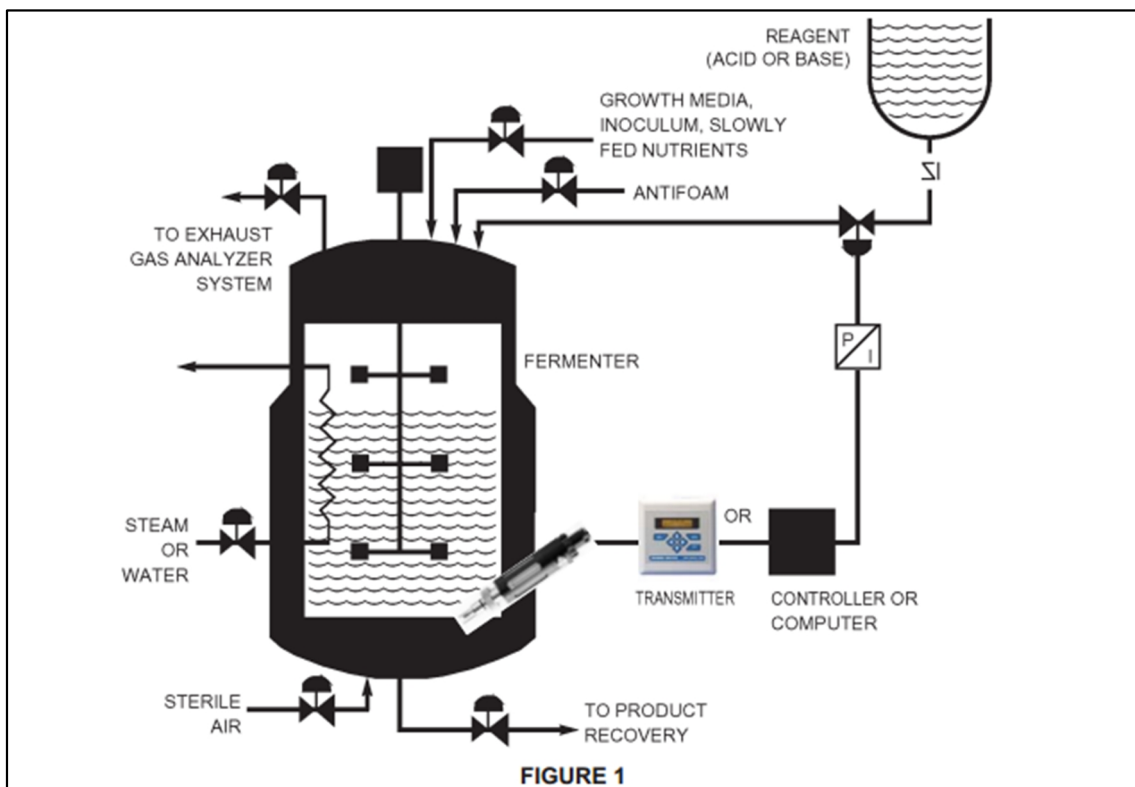 REAGENT
(ACID OR BASE)
GROWTH MEDIA,
INOCULUM, SLOWLY
FED NUTRIENTS
ANTIFOAM
TO EXHAUST
GAS ANALYZER
SYSTEM
FERMENTER
P
I
STEAM
OR
WATER
OR
TRANSMITTER
CONTROLLER OR
COMPUTER
STERILE
AIR
TO PRODUCT
RECOVERY
FIGURE 1